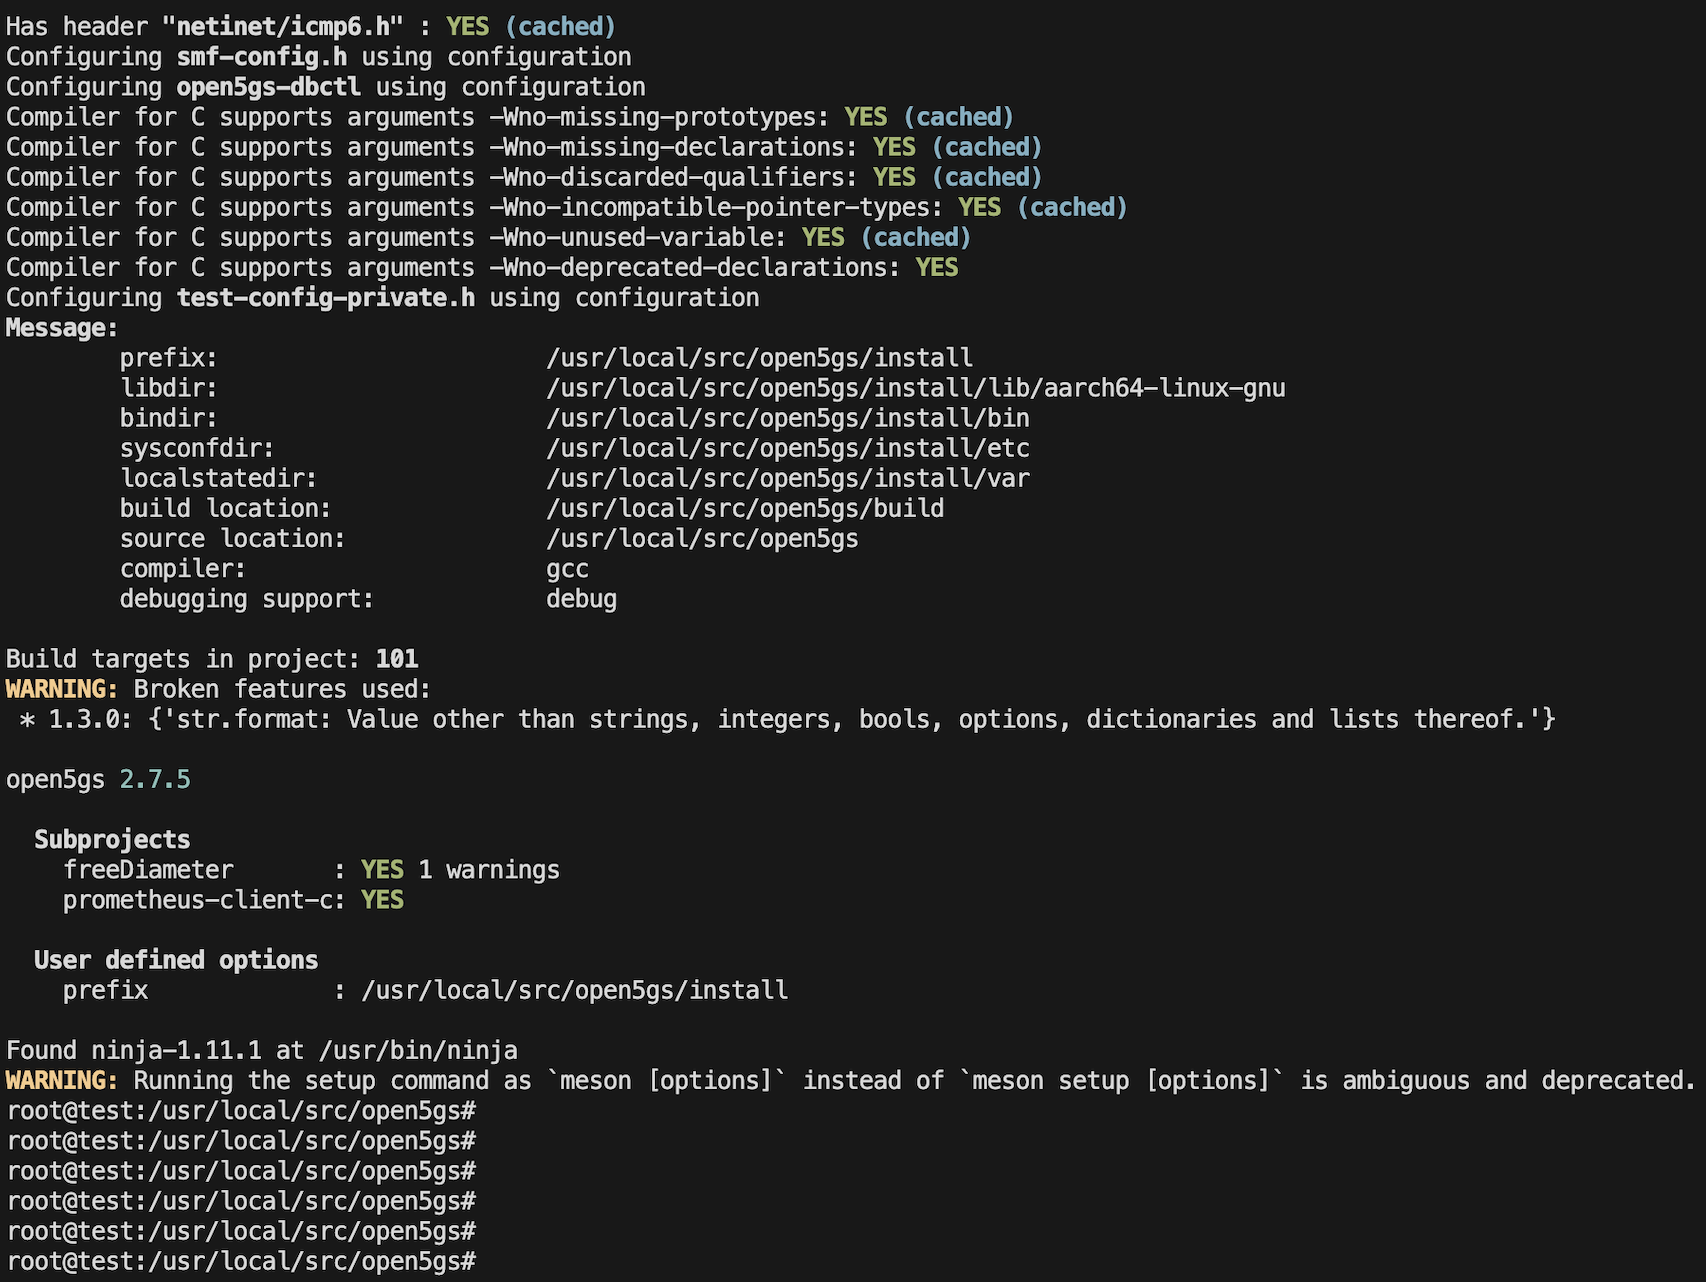 Has header "netinet/icmp6.h" : YES (cached)
Configuring smf-config.h using configuration
Configuring open5gs-dbctl using configuration
Compiler for C supports arguments -Wno-missing-prototypes: YES (cached)
Compiler for C supports arguments -Wno-missing-declarations: YES (cached)
Compiler for C supports arguments -Wno-discarded-qualifiers: YES (cached)
Compiler for C supports arguments -Wno-incompatible-pointer-types: YES (cached)
Compiler for C supports arguments -Wno-unused-variable: YES (cached)
Compiler for C supports arguments -Wno-deprecated-declarations: YES
Configuring test-config-private.h using configuration
Message:
prefix: /usr/local/src/open5gs/install
libdir: /usr/local/src/open5gs/install/lib/aarch64-linux-gnu
bindir: /usr/local/src/open5gs/install/bin
sysconfdir: /usr/local/src/open5gs/install/etc
localstatedir: /usr/local/src/open5gs/install/var
build location: /usr/local/src/open5gs/build
source location: /usr/local/src/open5gs
compiler: gcc
debugging support: debug
Build targets in project: 101
WARNING: Broken features used:
* 1.3.0: {'str.format: Value other than strings, integers, bools, options, dictionaries and lists thereof.'}
open5gs 2.7.5
Subprojects
freeDiameter : YES 1 warnings
prometheus-client-c: YES
User defined options
prefix : /usr/local/src/open5gs/install
Found ninja-1.11.1 at /usr/bin/ninja
WARNING: Running the setup command as `meson [options]` instead of `meson setup [options]` is ambiguous and deprecated.
root@test:/usr/local/src/open5gs#
root@test:/usr/local/src/open5gs#
root@test:/usr/local/src/open5gs#
root@test:/usr/local/src/open5gs#
root@test:/usr/local/src/open5gs#
root@test:/usr/local/src/open5gs#